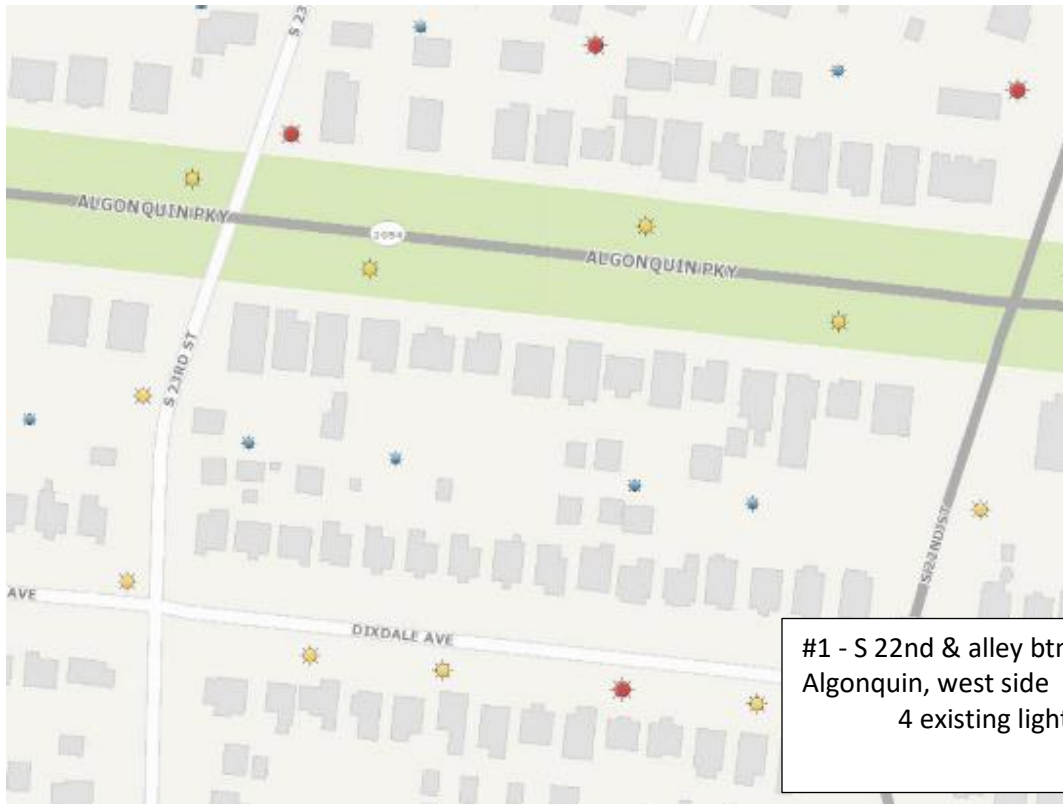 S 23
ALGONQUIN PKY
2054
ALGONQUIN PKY
S 23RD ST
S 22ND ST
AVE
DIXDALE AVE
#1 - S 22nd & alley btn
Algonquin, west side
4 existing light